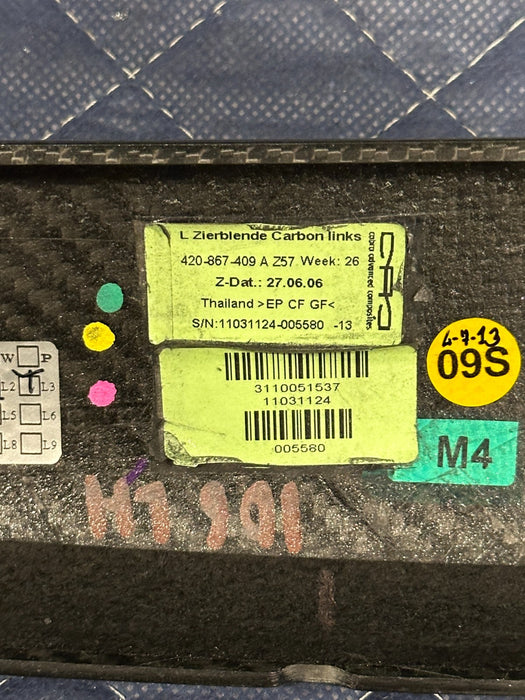 L Zierblende Carbon links
420-867-409 A Z57 Week: 26
Z-Dat.: 27.06.06
Thailand >EP CF GF<
S/N:11031124-005580 -13
cobra advanced composites
3110051537
11031124
005580
6-7-13
09S
M4
W P
L2 L3
L5 L6
L8 L9